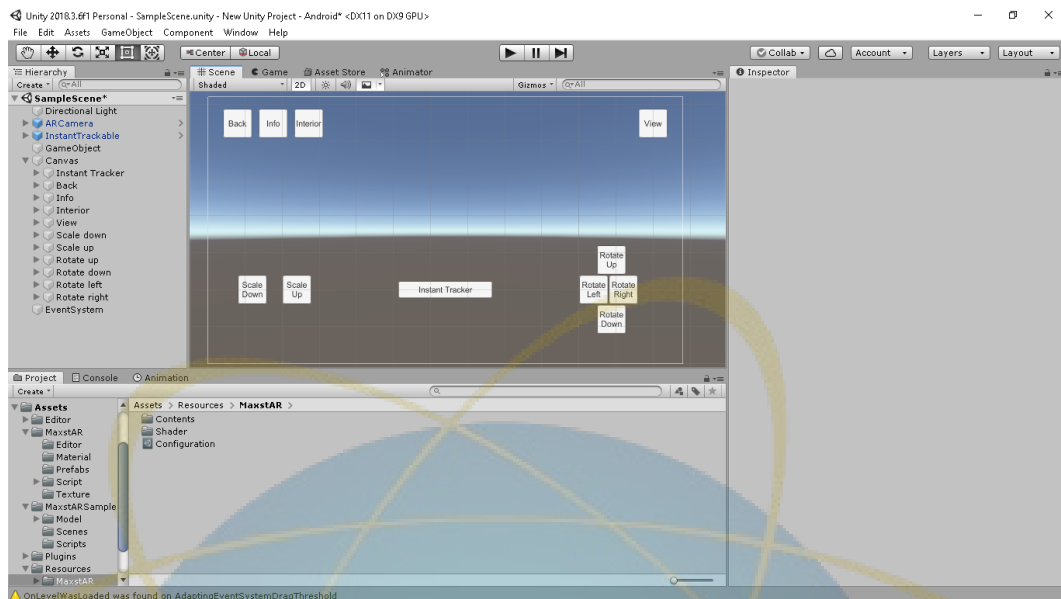 Unity 2018.3.6f1 Personal - SampleScene.unity - New Unity Project - Android* <DX11 on DX9 GPU>
File Edit Assets GameObject Component Window Help
Center Local Collab Account Layers Layout
Hierarchy
Create All
SampleScene*
Directional Light
ARCamera
InstantTrackable
GameObject
Canvas
Instant Tracker
Back
Info
Interior
View
Scale down
Scale up
Rotate up
Rotate down
Rotate left
Rotate right
EventSystem
Scene Game Asset Store Animator
Shaded 2D Gizmos All
Back Info Interior View
Rotate Up
Scale Down
Scale Up
Instant Tracker
Rotate Left
Rotate Right
Rotate Down
Inspector
Project Console Animation
Create
Assets
Editor
MaxstAR
Editor
Material
Prefabs
Script
Texture
MaxstARSample
Model
Scenes
Scripts
Plugins
Resources
MaxstAR
Assets > Resources > MaxstAR >
Contents
Shader
Configuration
OnLevelWasLoaded was found on AdaptingEventSystemDragThreshold